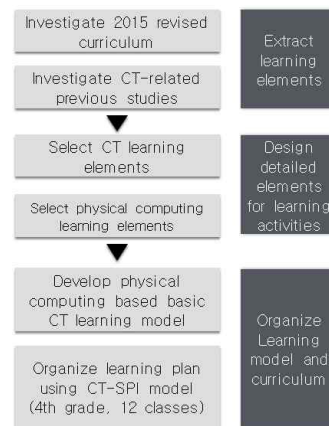 Investigate 2015 revised
curriculum
Investigate CT-related
previous studies
Extract
learning
elements
Select CT learning
elements
Select physical computing
learning elements
Design
detailed
elements
for learning
activities
Develop physical
computing based basic
CT learning model
Organize learning plan
using CT-SPI model
(4th grade, 12 classes)
Organize
Learning
model and
curriculum